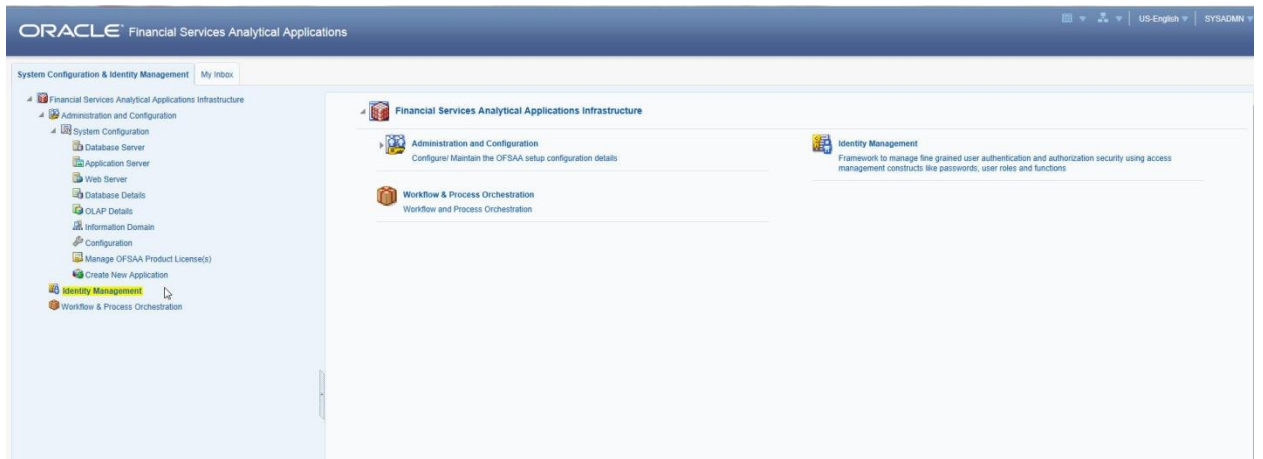 ORACLE® Financial Services Analytical Applications
US-English
SYSADMN
System Configuration & Identity Management
My Inbox
Financial Services Analytical Applications Infrastructure
Administration and Configuration
System Configuration
Database Server
Application Server
Web Server
Database Details
OLAP Details
Information Domain
Configuration
Manage OFSAA Product License(s)
Create New Application
Identity Management
Workflow & Process Orchestration
Financial Services Analytical Applications Infrastructure
Administration and Configuration
Configure/ Maintain the OFSAA setup configuration details
Identity Management
Framework to manage fine grained user authentication and authorization security using access
management constructs like passwords, user roles and functions
Workflow & Process Orchestration
Workflow and Process Orchestration